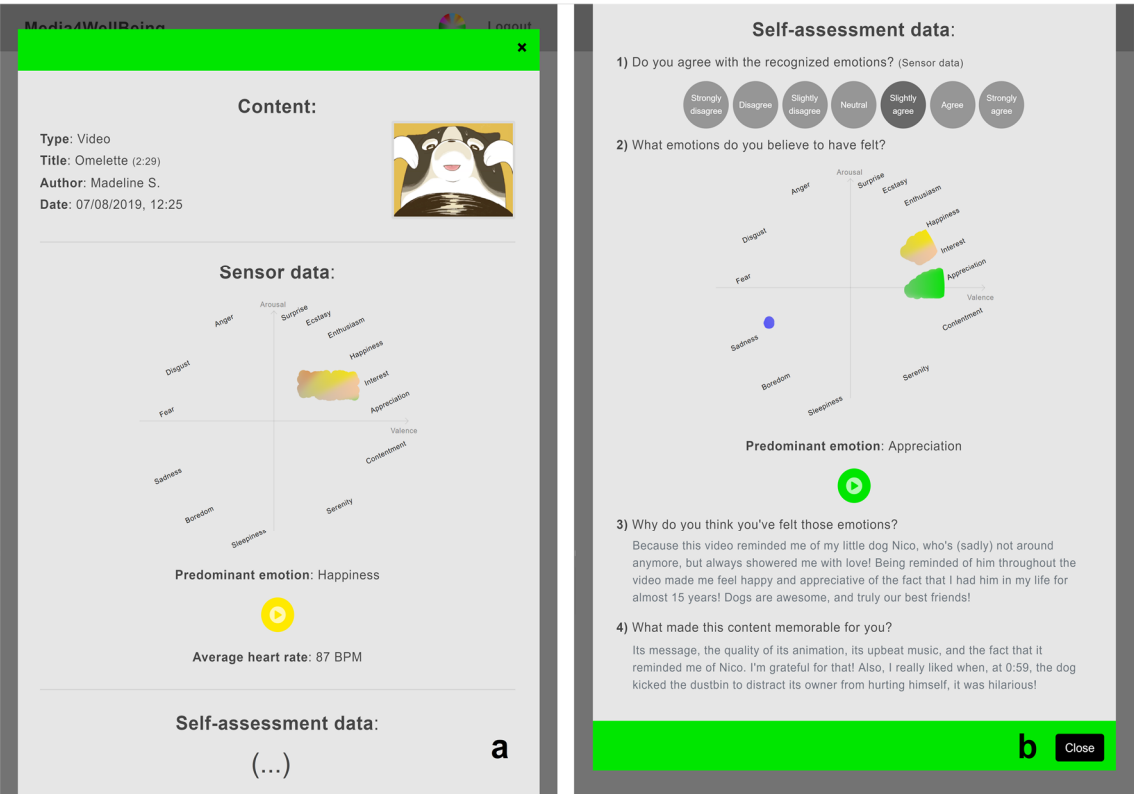 Media4WellBeing
Logout
×
Content:
Type: Video
Title: Omelette (2:29)
Author: Madeline S.
Date: 07/08/2019, 12:25
Sensor data:
Arousal
Surprise
Anger
Ecstasy
Enthusiasm
Happiness
Disgust
Interest
Appreciation
Fear
Valence
Contentment
Sadness
Serenity
Boredom
Sleepiness
Predominant emotion: Happiness
Average heart rate: 87 BPM
Self-assessment data:
(...)
a
Self-assessment data:
1) Do you agree with the recognized emotions? (Sensor data)
Strongly disagree
Disagree
Slightly disagree
Neutral
Slightly agree
Agree
Strongly agree
2) What emotions do you believe to have felt?
Arousal
Surprise
Anger
Ecstasy
Enthusiasm
Happiness
Disgust
Interest
Appreciation
Fear
Valence
Contentment
Sadness
Serenity
Boredom
Sleepiness
Predominant emotion: Appreciation
3) Why do you think you've felt those emotions?
Because this video reminded me of my little dog Nico, who's (sadly) not around
anymore, but always showered me with love! Being reminded of him throughout the
video made me feel happy and appreciative of the fact that I had him in my life for
almost 15 years! Dogs are awesome, and truly our best friends!
4) What made this content memorable for you?
Its message, the quality of its animation, its upbeat music, and the fact that it
reminded me of Nico. I'm grateful for that! Also, I really liked when, at 0:59, the dog
kicked the dustbin to distract its owner from hurting himself, it was hilarious!
b
Close